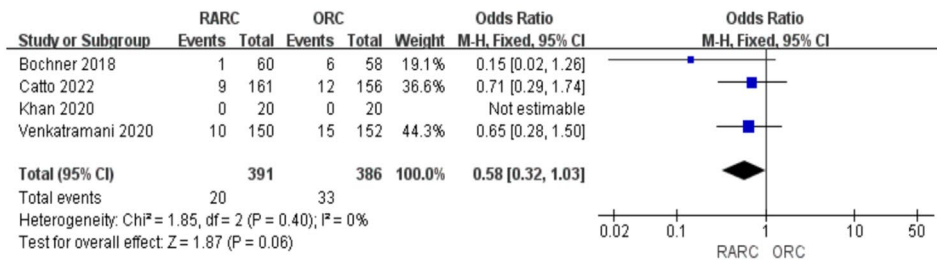 RARC ORC Odds Ratio Odds Ratio
Study or Subgroup Events Total Events Total Weight M-H, Fixed, 95% CI M-H, Fixed, 95% CI
Bochner 2018 1 60 6 58 19.1% 0.15 [0.02, 1.26]
Catto 2022 9 161 12 156 36.6% 0.71 [0.29, 1.74]
Khan 2020 0 20 0 20 Not estimable
Venkatramani 2020 10 150 15 152 44.3% 0.65 [0.28, 1.50]
Total (95% CI) 391 386 100.0% 0.58 [0.32, 1.03]
Total events 20 33
Heterogeneity: Chi² = 1.85, df = 2 (P = 0.40); I² = 0%
Test for overall effect: Z = 1.87 (P = 0.06)
0.02 0.1 1 10 50
RARC ORC